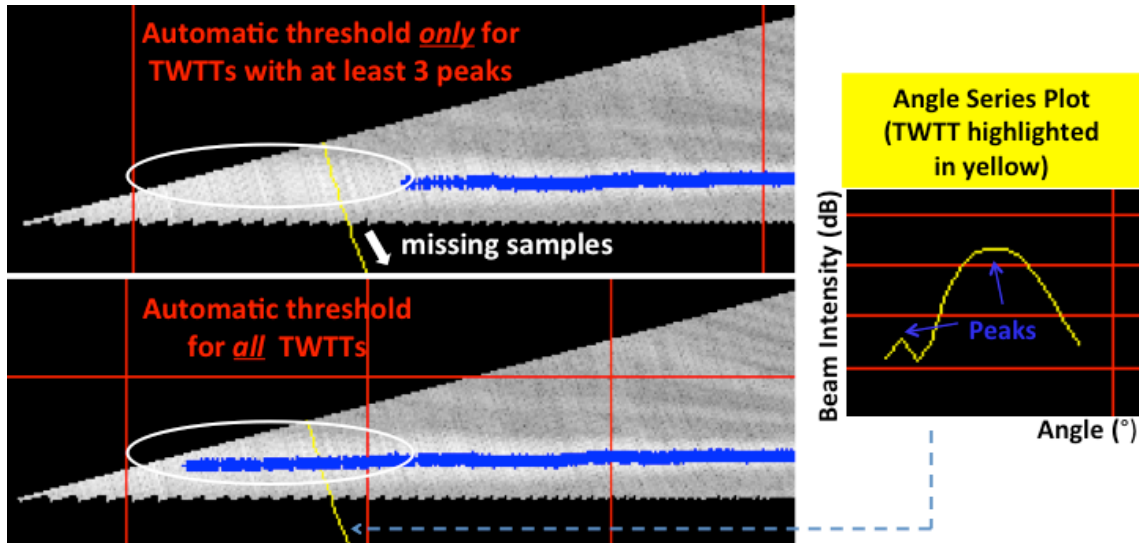 Automatic threshold only for
TWTTs with at least 3 peaks
missing samples
Automatic threshold
for all TWTTs
Angle Series Plot
(TWTT highlighted
in yellow)
Beam Intensity (dB)
Peaks
Angle (°)